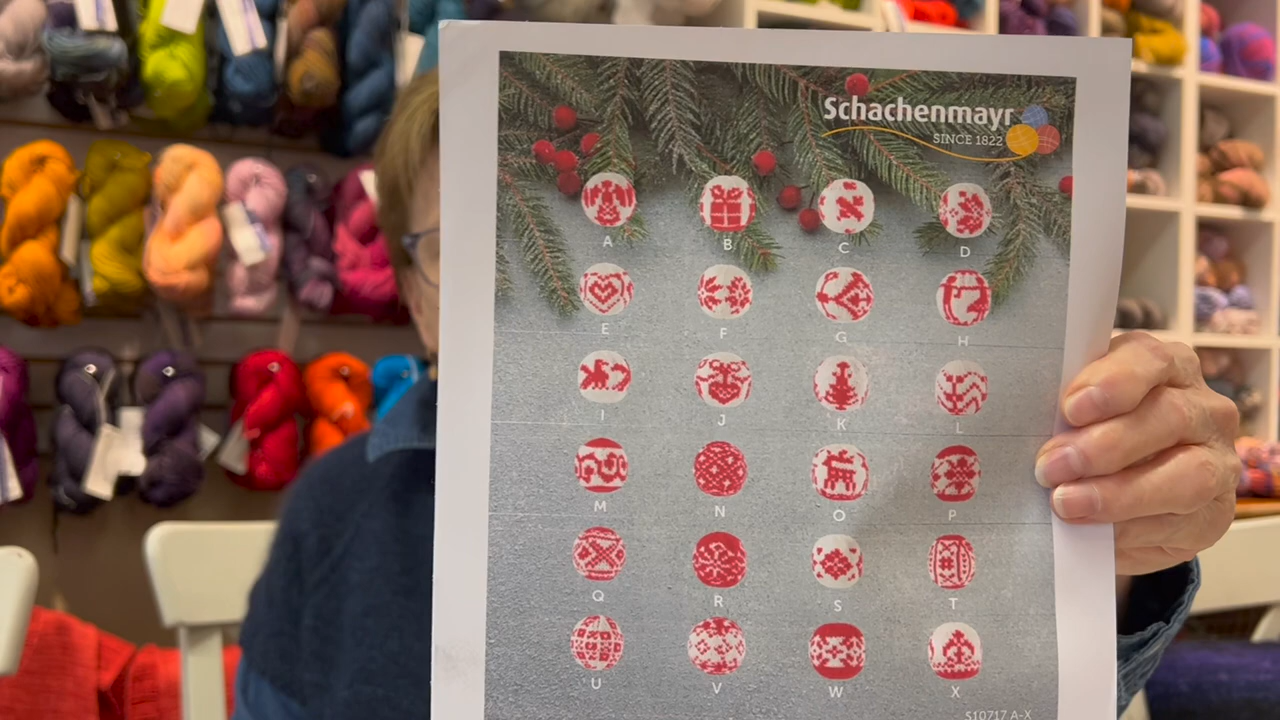 Schachenmayr
SINCE 1822
A B C D
E F G H
I J K L
M N O P
Q R S T
U V W X
S10717 A-X